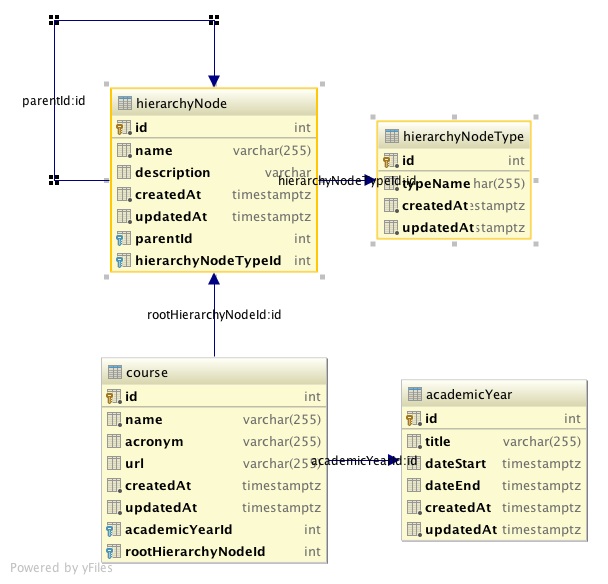 parentId:id
hierarchyNode
id int
name varchar(255)
description varchar
createdAt timestamptz
updatedAt timestamptz
parentId int
hierarchyNodeTypeId int
hierarchyNodeTypeId:id
hierarchyNodeType
id int
typeName har(255)
createdAt stamptz
updatedAt stamptz
rootHierarchyNodeId:id
course
id int
name varchar(255)
acronym varchar(255)
url varchar(255)
createdAt timestamptz
updatedAt timestamptz
academicYearId int
rootHierarchyNodeId int
academicYearId:id
academicYear
id int
title varchar(255)
dateStart timestamptz
dateEnd timestamptz
createdAt timestamptz
updatedAt timestamptz
Powered by yFiles